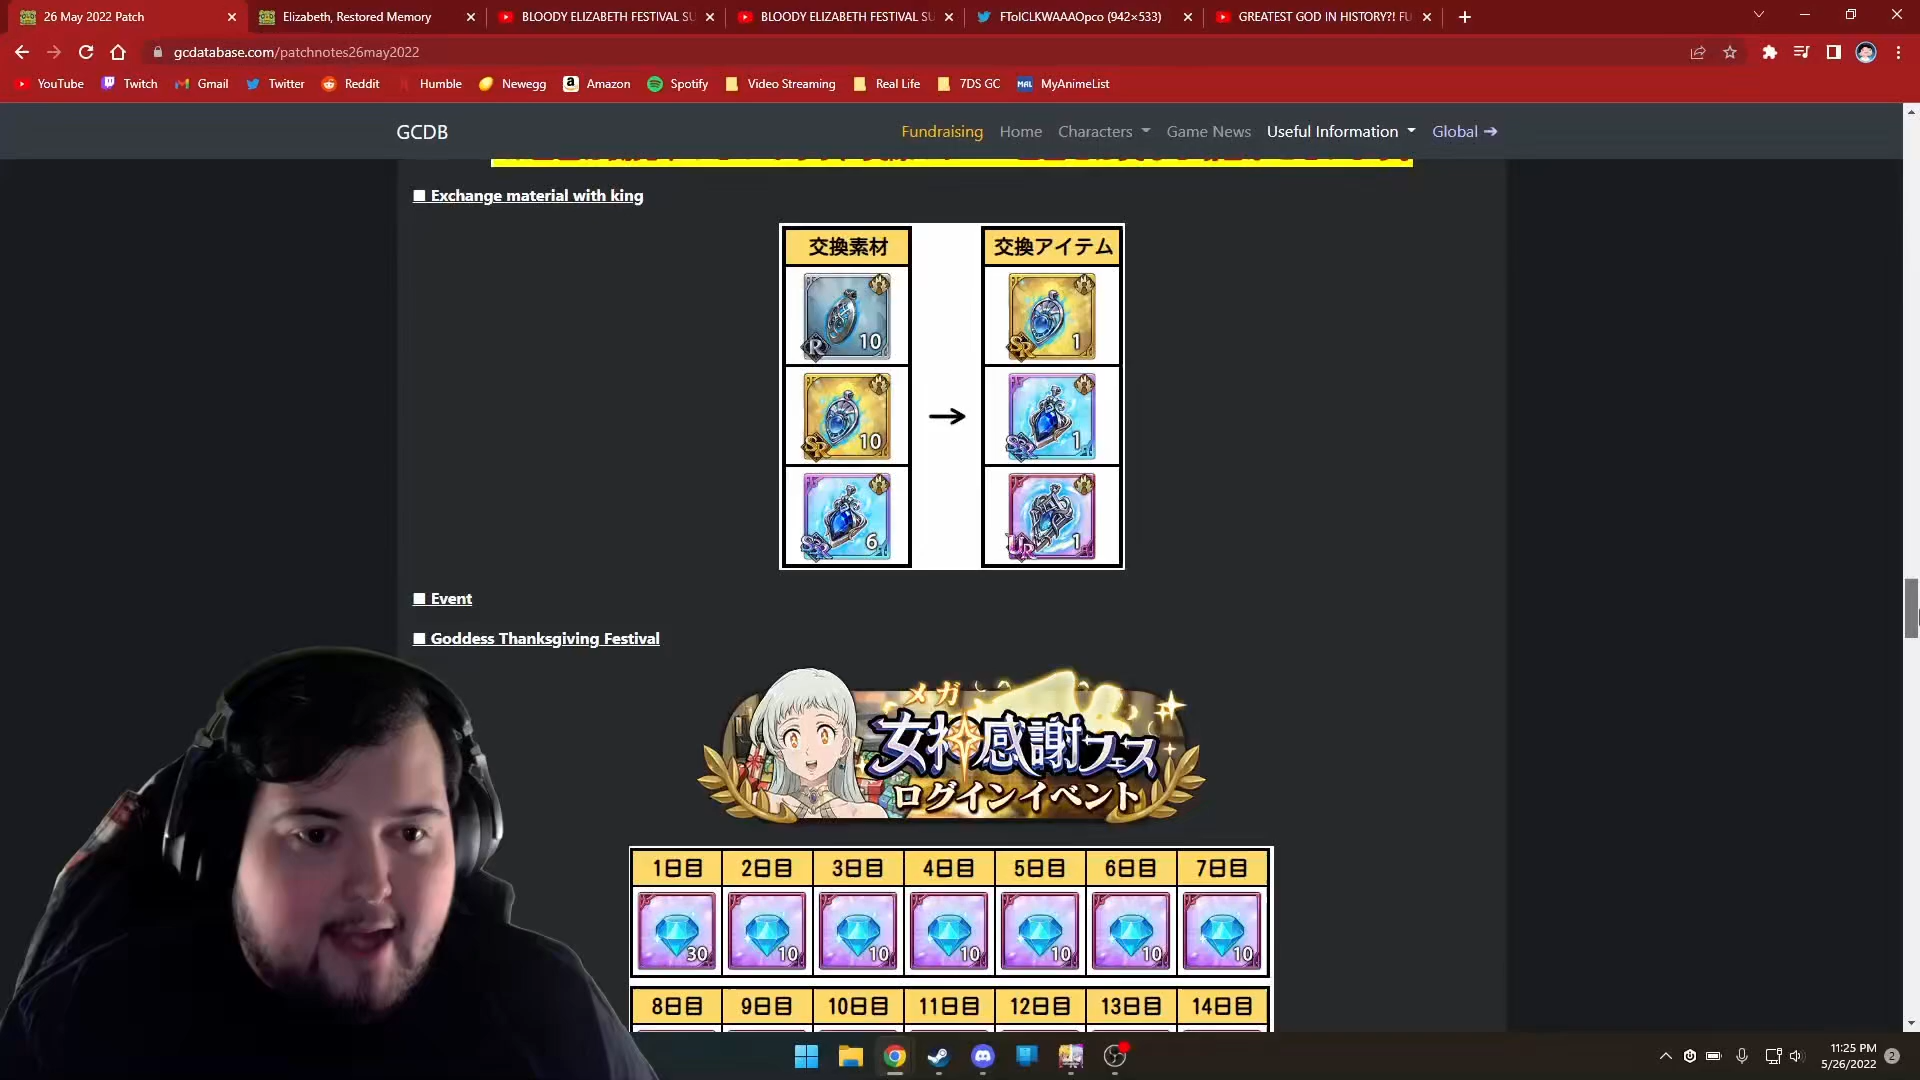 26 May 2022 Patch
Elizabeth, Restored Memory
BLOODY ELIZABETH FESTIVAL SU
BLOODY ELIZABETH FESTIVAL SU
FToICLKWAAAOpco (942×533)
GREATEST GOD IN HISTORY?! FU
gcdatabase.com/patchnotes26may2022
YouTube
Twitch
Gmail
Twitter
Reddit
Humble
Newegg
Amazon
Spotify
Video Streaming
Real Life
7DS GC
MAL MyAnimeList
GCDB
Fundraising
Home
Characters
Game News
Useful Information
Global ➔
■ Exchange material with king
交換素材
交換アイテム
R 10
SR 1
SR 10
SSR 1
SSR 6
UR 1
■ Event
■ Goddess Thanksgiving Festival
メガ
女神感謝フェス
ログインイベント
1日目 2日目 3日目 4日目 5日目 6日目 7日目
30 10 10 10 10 10 10
8日目 9日目 10日目 11日目 12日目 13日目 14日目
11:25 PM
5/26/2022
2